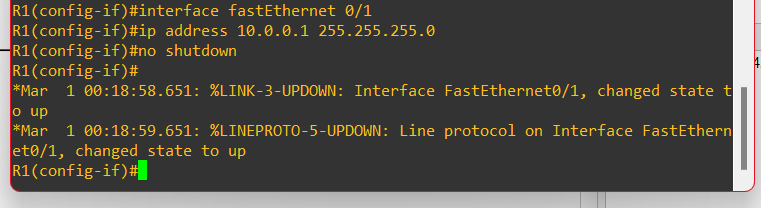 R1(config-if)#interface fastEthernet 0/1
R1(config-if)#ip address 10.0.0.1 255.255.255.0
R1(config-if)#no shutdown
R1(config-if)#
*Mar  1 00:18:58.651: %LINK-3-UPDOWN: Interface FastEthernet0/1, changed state t
o up
*Mar  1 00:18:59.651: %LINEPROTO-5-UPDOWN: Line protocol on Interface FastEthern
et0/1, changed state to up
R1(config-if)#